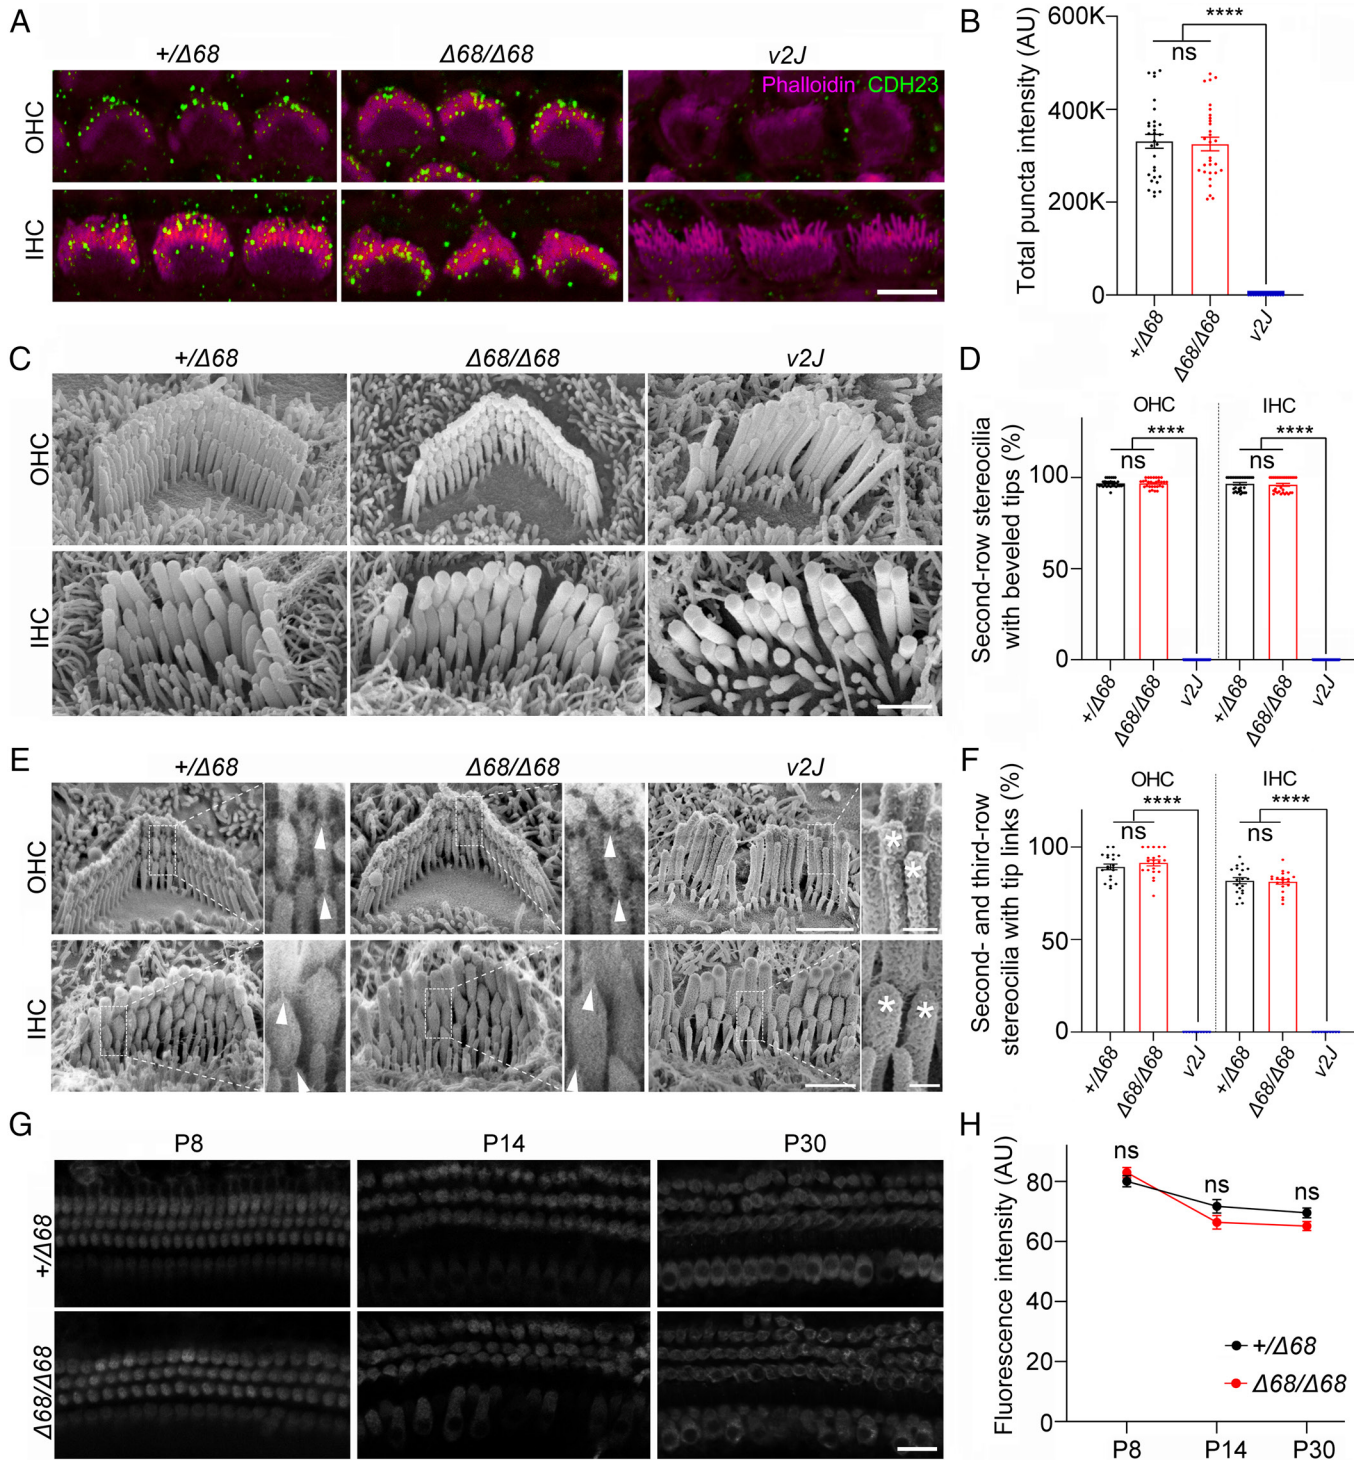 A
+/Δ68
Δ68/Δ68
v2J
Phalloidin CDH23
OHC
IHC
B
Total puncta intensity (AU)
600K
400K
200K
0
****
ns
+/Δ68
Δ68/Δ68
v2J
C
+/Δ68
Δ68/Δ68
v2J
OHC
IHC
D
Second-row stereocilia
with beveled tips (%)
OHC
IHC
****
****
ns
ns
100
50
0
+/Δ68
Δ68/Δ68
v2J
+/Δ68
Δ68/Δ68
v2J
E
+/Δ68
Δ68/Δ68
v2J
OHC
* *
IHC
* *
F
Second- and third-row
stereocilia with tip links (%)
OHC
IHC
****
****
ns
ns
100
50
0
+/Δ68
Δ68/Δ68
v2J
+/Δ68
Δ68/Δ68
v2J
G
P8
P14
P30
+/Δ68
Δ68/Δ68
H
Fluorescence intensity (AU)
80
60
40
20
0
ns
ns
ns
+/Δ68
Δ68/Δ68
P8
P14
P30